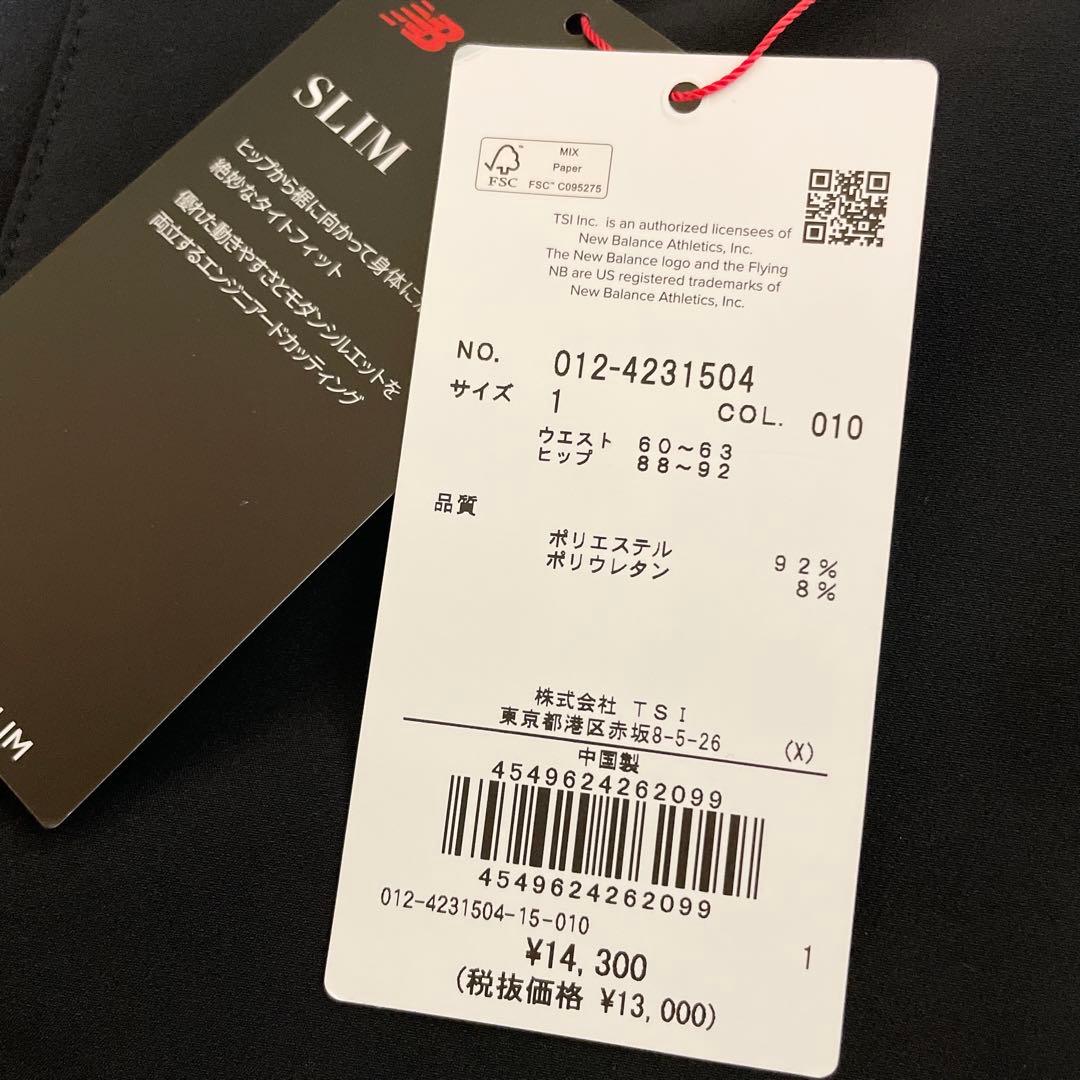 SLIM
ヒップから裾に向かって身体に
絶妙なタイトフィット
優れた動きやすさとモダンシルエットを
両立するエンジニアードカッティング
FSC
MIX
Paper
FSC™ C095275
TSI Inc. is an authorized licensees of
New Balance Athletics, Inc.
The New Balance logo and the Flying
NB are US registered trademarks of
New Balance Athletics, Inc.
NO. 012-4231504
サイズ 1 COL. 010
ウエスト 60~63
ヒップ 88~92
品質
ポリエステル 92%
ポリウレタン 8%
株式会社 TSI
東京都港区赤坂8-5-26 (X)
中国製
4549624262099
4549624262099
012-4231504-15-010
¥14,300 1
(税抜価格 ¥13,000)